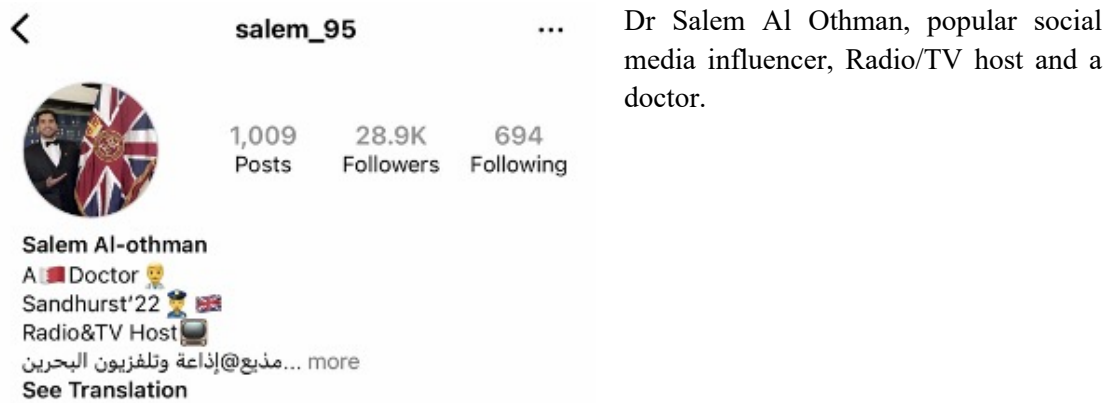 salem_95
...
1,009 28.9K 694
Posts Followers Following
Salem Al-othman
A🇧🇭Doctor👨‍⚕️
Sandhurst'22👮‍♂️🇬🇧
Radio&TV Host📺
مذيع@إذاعة وتلفزيون البحرين... more
See Translation
Dr Salem Al Othman, popular social
media influencer, Radio/TV host and a
doctor.